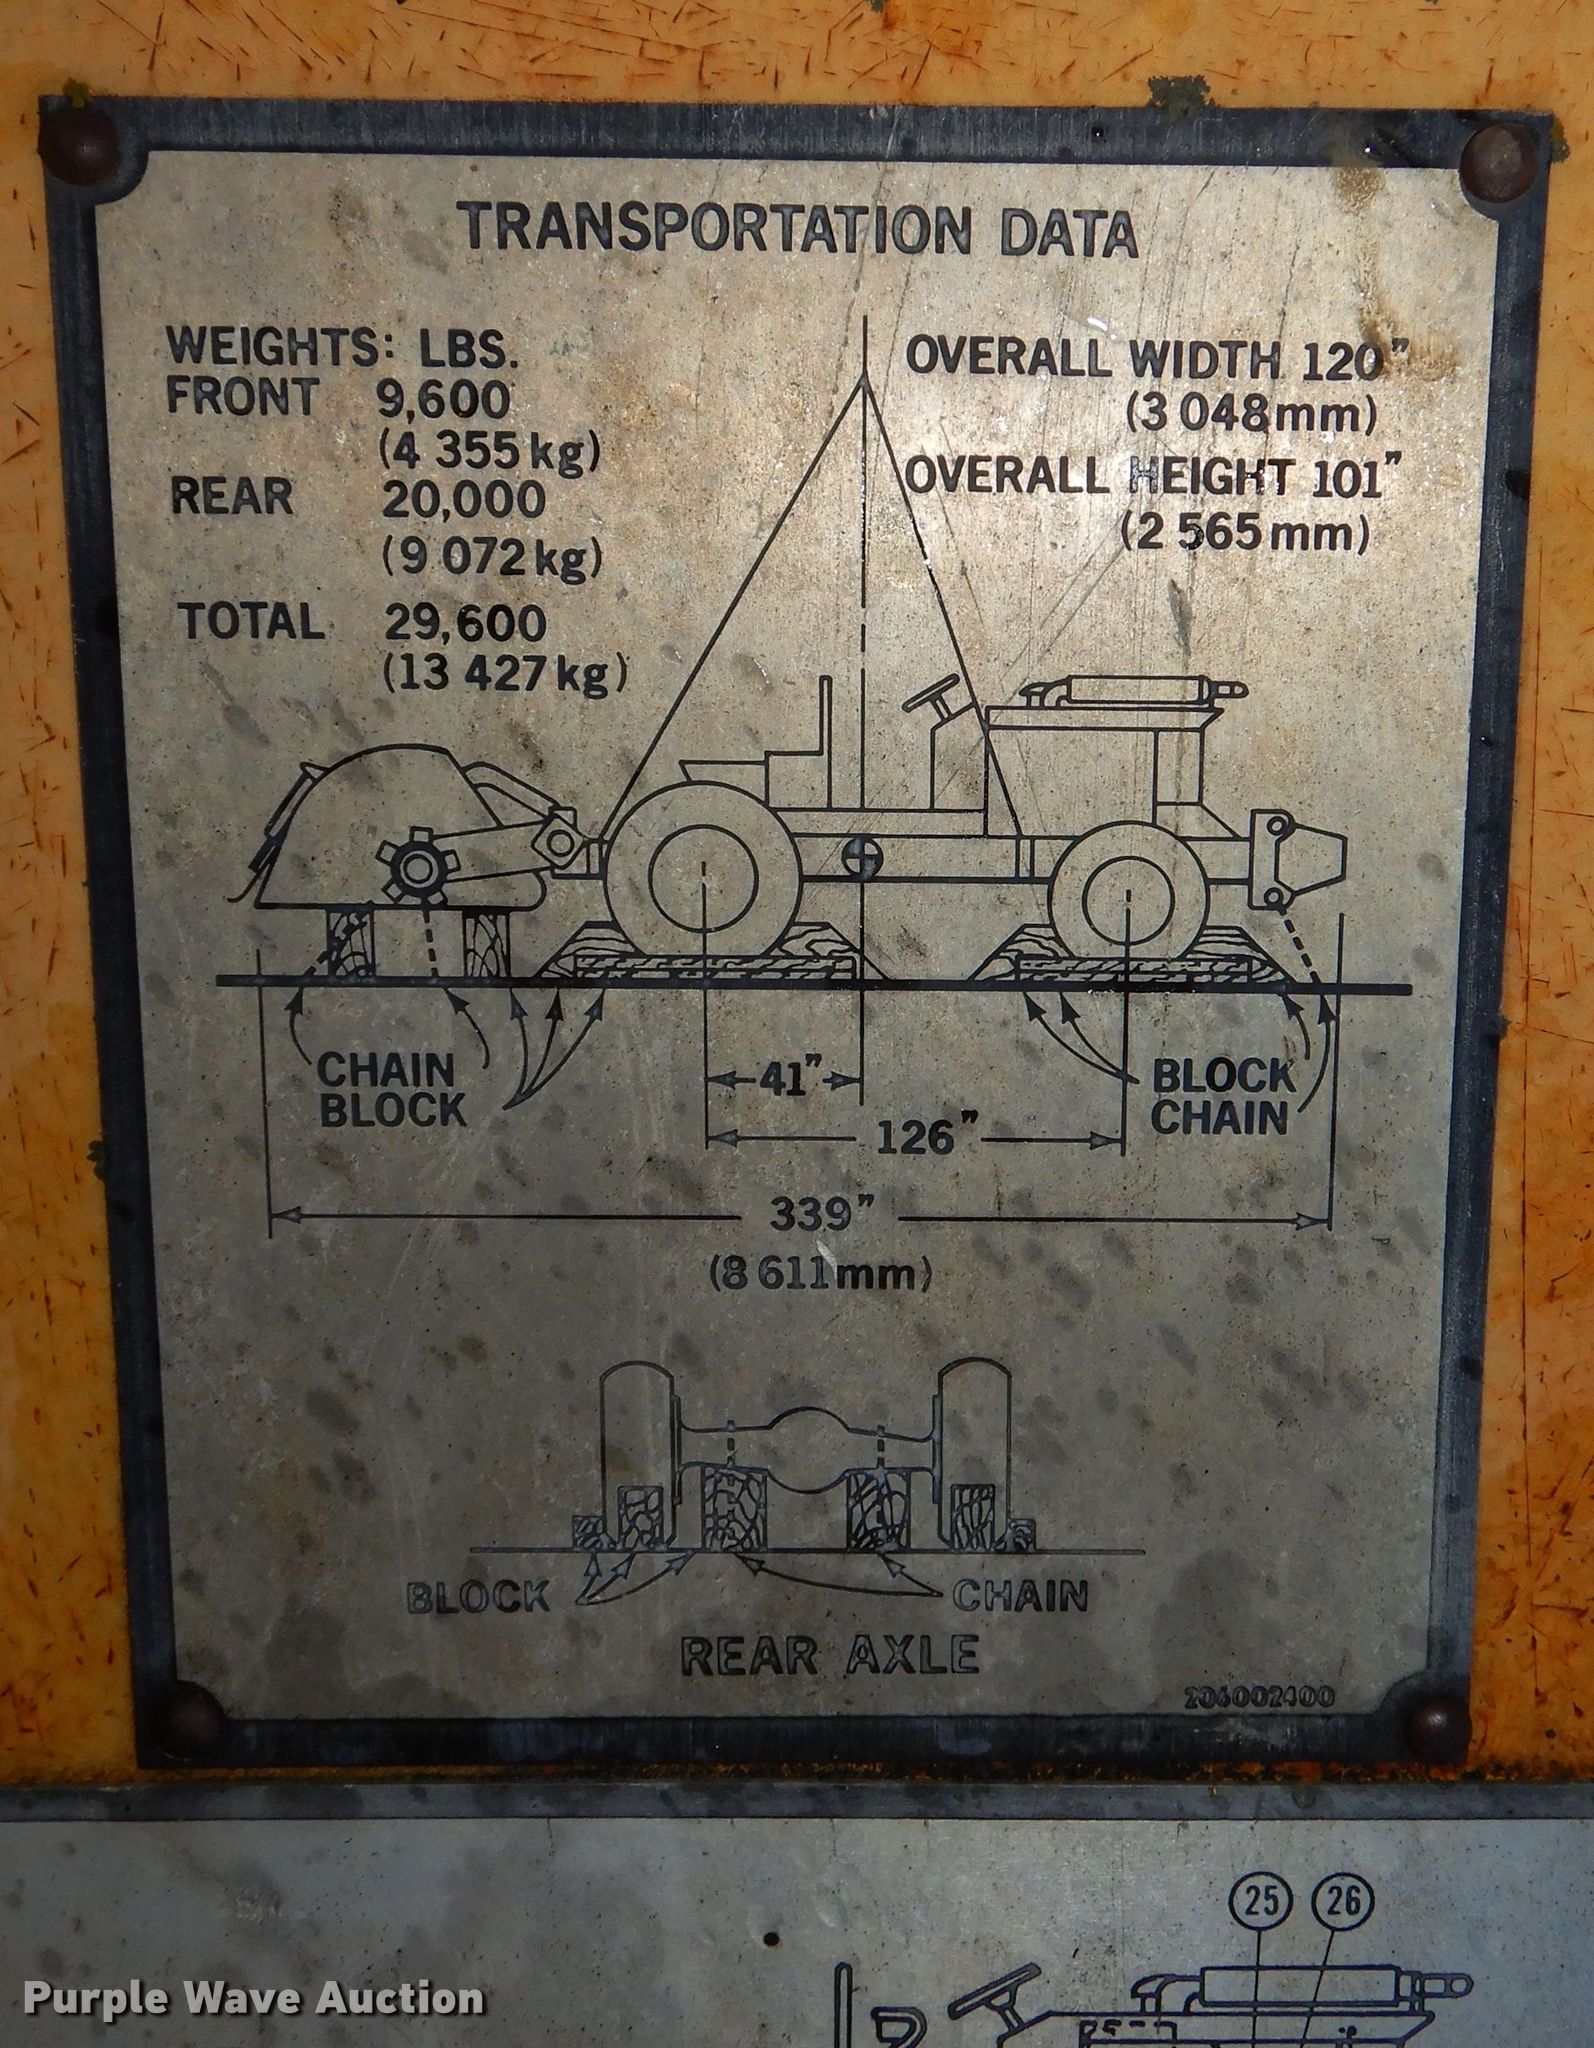 TRANSPORTATION DATA
WEIGHTS: LBS.
FRONT 9,600
(4 355 kg)
REAR 20,000
(9 072 kg)
TOTAL 29,600
(13 427 kg)
OVERALL WIDTH 120"
(3 048 mm)
OVERALL HEIGHT 101"
(2 565 mm)
CHAIN
BLOCK
BLOCK
CHAIN
41"
126"
339"
(8 611 mm)
BLOCK
CHAIN
REAR AXLE
25 26
Purple Wave Auction